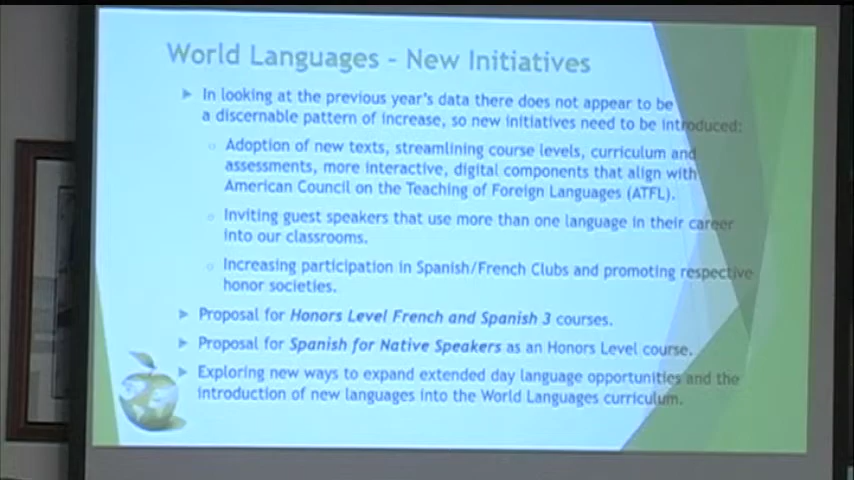 World Languages – New Initiatives
In looking at the previous year's data there does not appear to be
a discernable pattern of increase, so new initiatives need to be introduced:
Adoption of new texts, streamlining course levels, curriculum and
assessments, more interactive, digital components that align with
American Council on the Teaching of Foreign Languages (ATFL).
Inviting guest speakers that use more than one language in their career
into our classrooms.
Increasing participation in Spanish/French Clubs and promoting respective
honor societies.
Proposal for Honors Level French and Spanish 3 courses.
Proposal for Spanish for Native Speakers as an Honors Level course.
Exploring new ways to expand extended day language opportunities and the
introduction of new languages into the World Languages curriculum.